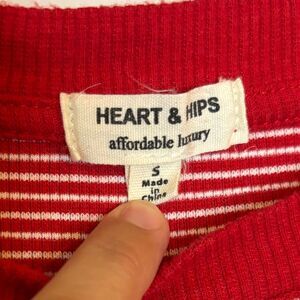 HEART & HIPS
affordable luxury
S
Made
in
China